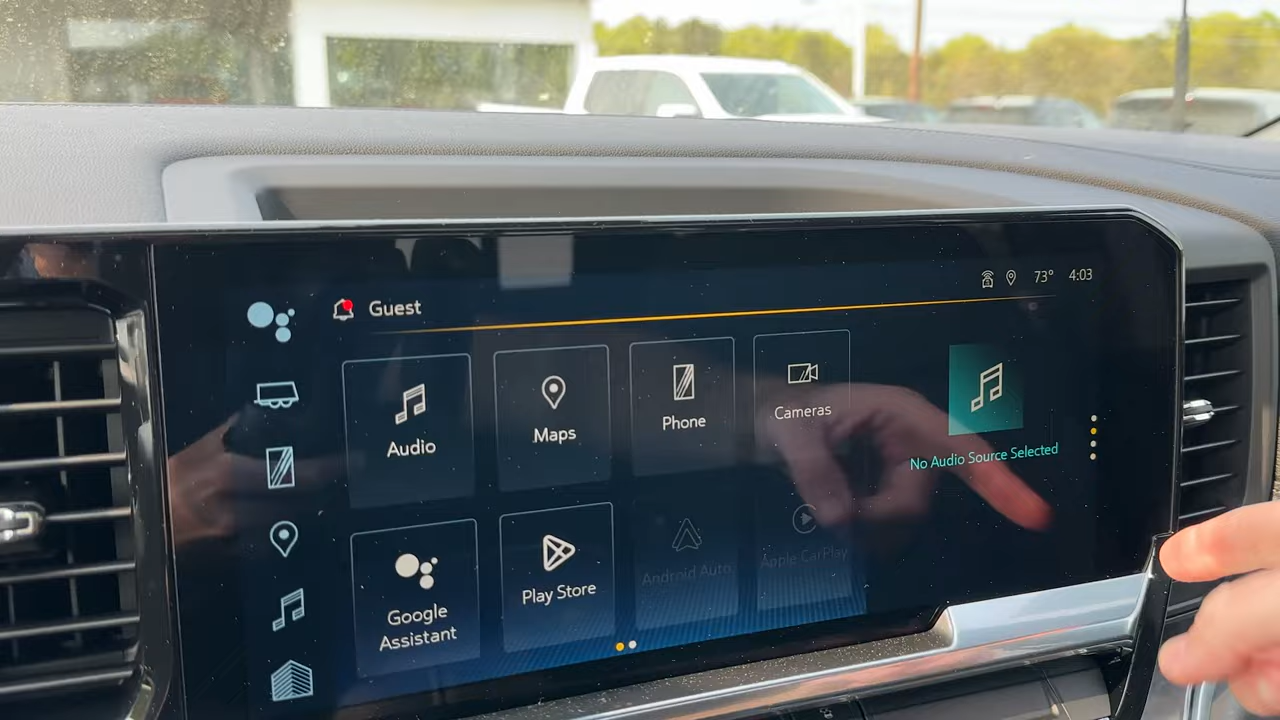 Guest
73° 4:03
Audio
Maps
Phone
Cameras
No Audio Source Selected
Google
Assistant
Play Store
Android Auto
Apple CarPlay